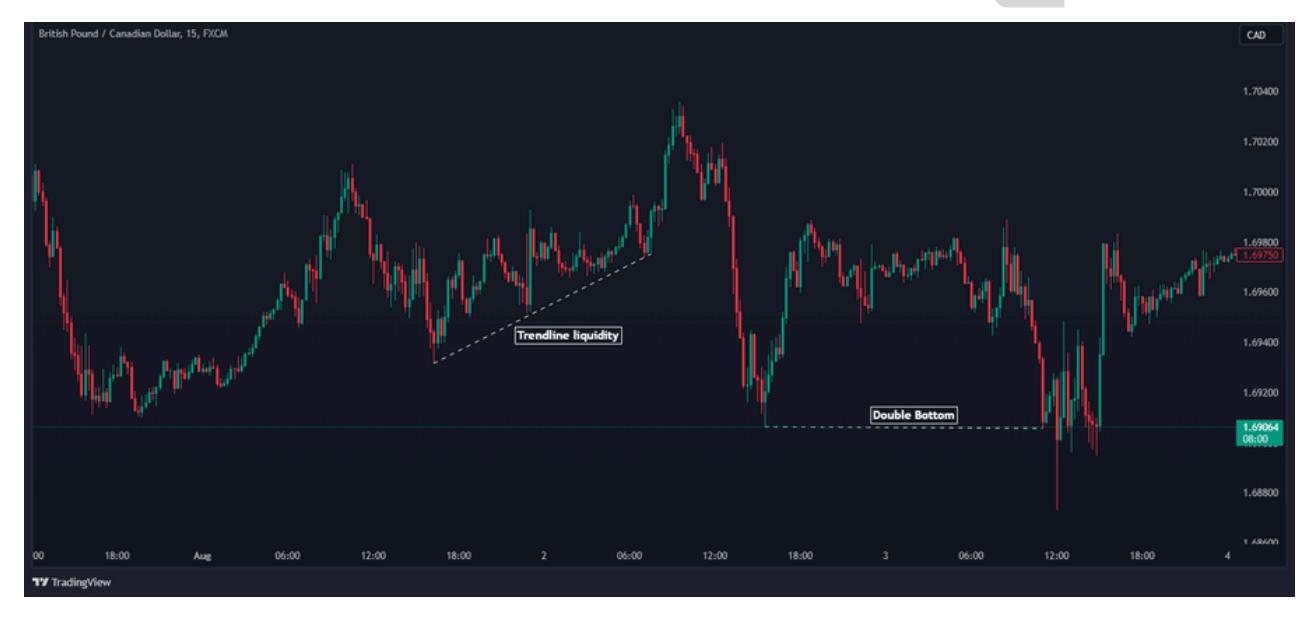 British Pound / Canadian Dollar, 15, FXCM
CAD
1.70400
1.70200
1.70000
1.69800
1.69750
1.69600
Trendline liquidity
1.69400
1.69200
Double Bottom
1.69064
08:00
1.68800
1.68600
00 18:00 Aug 06:00 12:00 18:00 2 06:00 12:00 18:00 3 06:00 12:00 18:00 4
TradingView